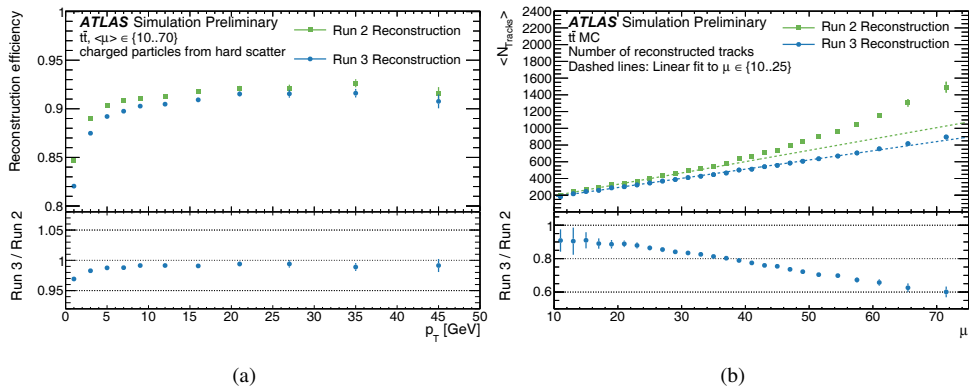 ATLAS Simulation Preliminary
tt̄, <μ> ∈ {10..70}
charged particles from hard scatter
Run 2 Reconstruction
Run 3 Reconstruction
Reconstruction efficiency
1
0.95
0.9
0.85
0.8
Run 3 / Run 2
1.05
1
0.95
0 5 10 15 20 25 30 35 40 45 50
p_T [GeV]
(a)
ATLAS Simulation Preliminary
tt̄ MC
Number of reconstructed tracks
Dashed lines: Linear fit to μ ∈ {10..25}
Run 2 Reconstruction
Run 3 Reconstruction
<N_Tracks>
2400
2200
2000
1800
1600
1400
1200
1000
800
600
400
200
Run 3 / Run 2
1
0.8
0.6
10 20 30 40 50 60 70
μ
(b)